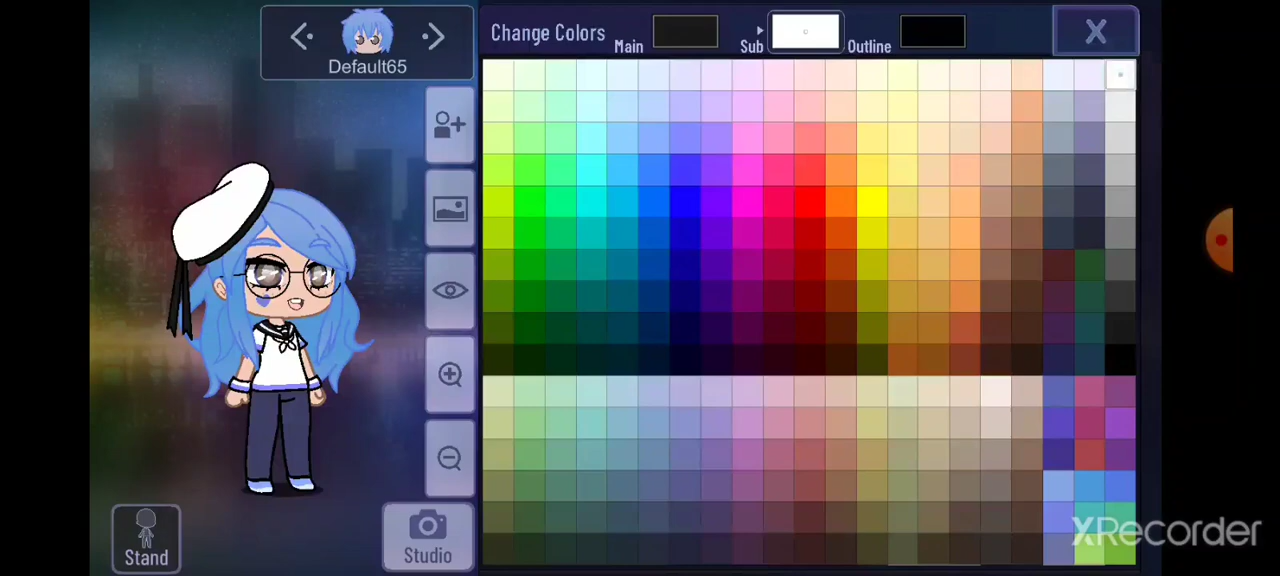 Default65
Change Colors
Main
Sub
Outline
X
Stand
Studio
XRecorder